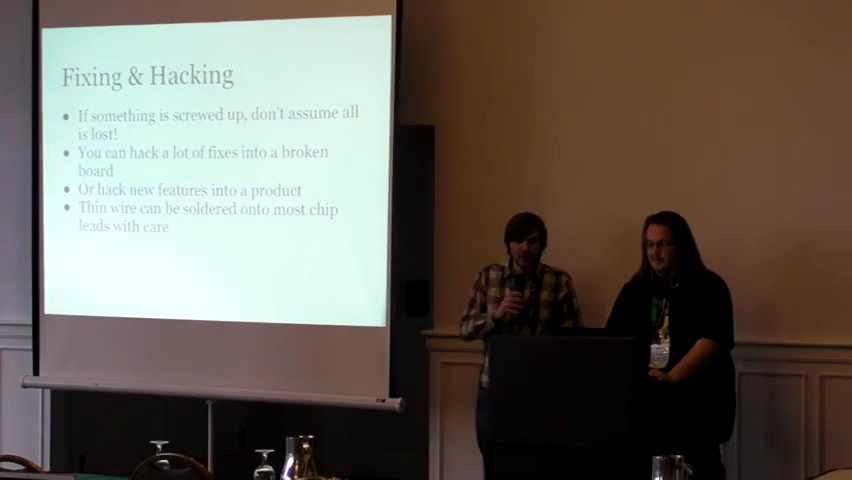 Fixing & Hacking
● If something is screwed up, don't assume all
is lost!
● You can hack a lot of fixes into a broken
board
● Or hack new features into a product
● Thin wire can be soldered onto most chip
leads with care